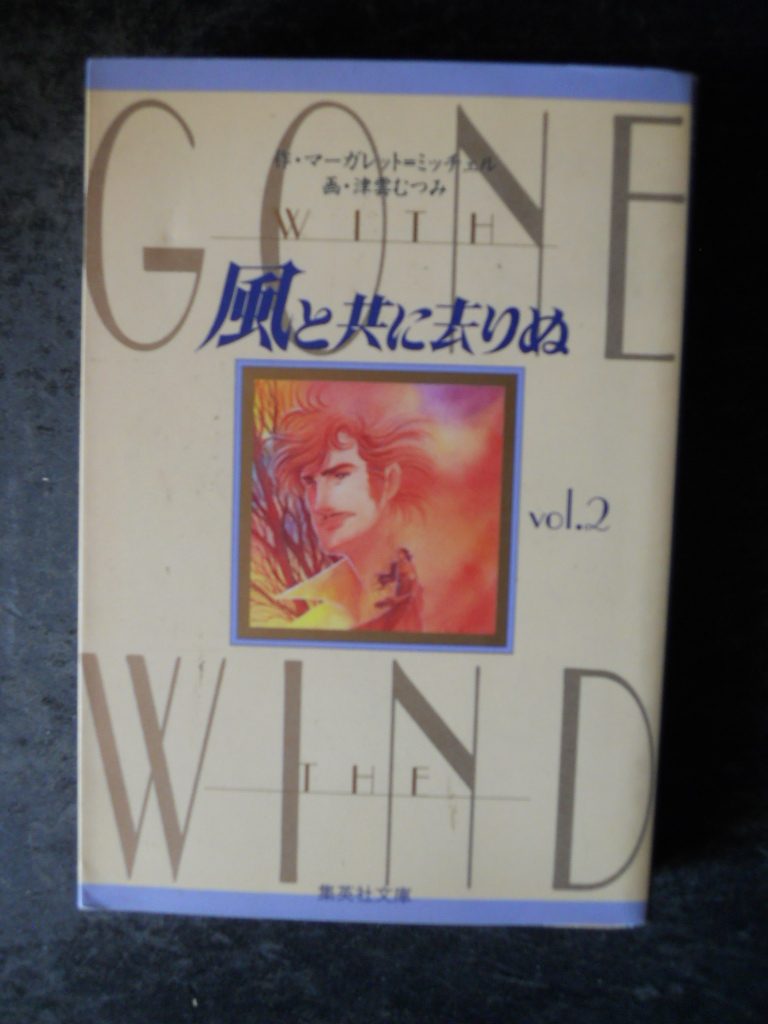 GONE
作・マーガレット=ミッチェル
画・津雲むつみ
WITH
風と共に去りぬ
vol.2
THE
WIND
集英社文庫